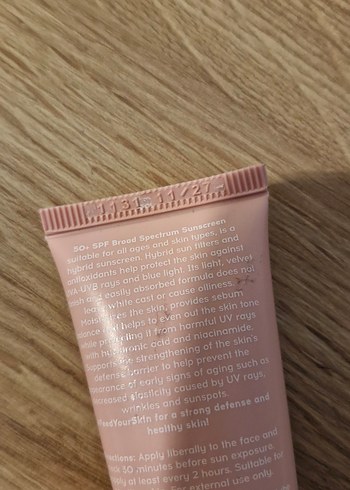 1131 11/27
50+ SPF Broad Spectrum Sunscreen
suitable for all ages and skin types, is a
hybrid sunscreen. Hybrid sun filters and
antioxidants help protect the skin against
UVA-UVB rays and blue light. Its light, velvet
and easily absorbed formula does not
leave white cast or cause oiliness.
the skin, provides sebum
helps to even out the skin tone
while protecting it from harmful UV rays
with hyaluronic acid and niacinamide.
Supports the strengthening of the skin's
defense barrier to help prevent the
appearance of early signs of aging such as
decreased elasticity caused by UV rays,
wrinkles and sunspots.
#FeedYourSkin for a strong defense and
healthy skin!
Directions: Apply liberally to the face and
30 minutes before sun exposure.
at least every 2 hours. Suitable for
For external use only.